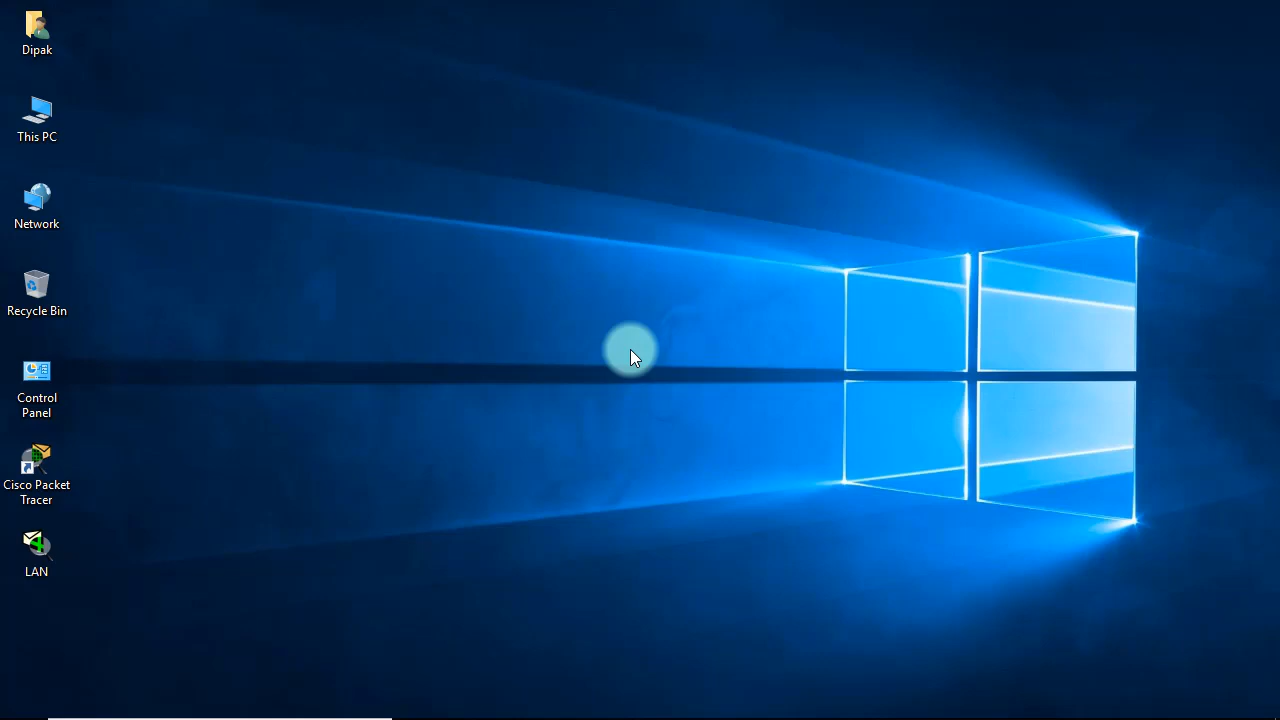 Dipak
This PC
Network
Recycle Bin
Control
Panel
Cisco Packet
Tracer
LAN